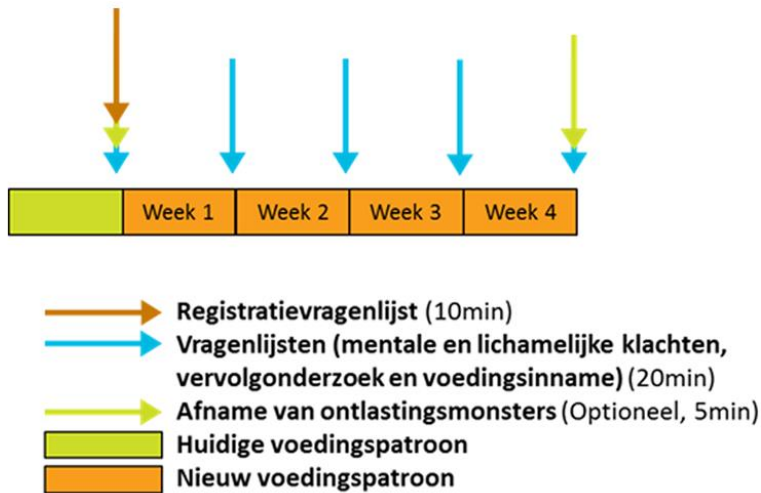 Week 1 Week 2 Week 3 Week 4
Registratievragenlijst (10min)
Vragenlijsten (mentale en lichamelijke klachten,
vervolgonderzoek en voedingsinname) (20min)
Afname van ontlastingsmonsters (Optioneel, 5min)
Huidige voedingspatroon
Nieuw voedingspatroon